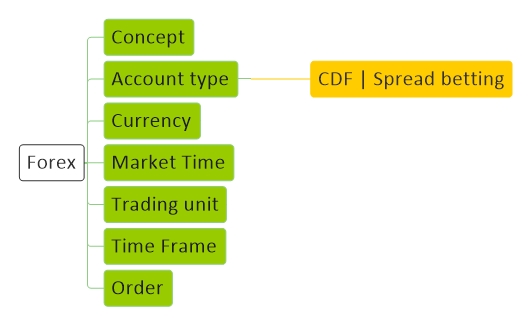 Concept
Account type
CDF | Spread betting
Currency
Forex
Market Time
Trading unit
Time Frame
Order